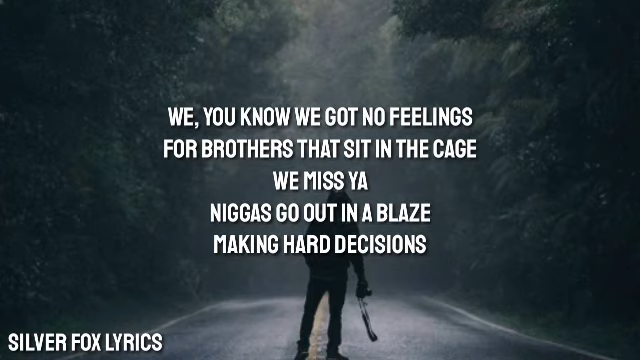 WE, YOU KNOW WE GOT NO FEELINGS
FOR BROTHERS THAT SIT IN THE CAGE
WE MISS YA
NIGGAS GO OUT IN A BLAZE
MAKING HARD DECISIONS
SILVER FOX LYRICS